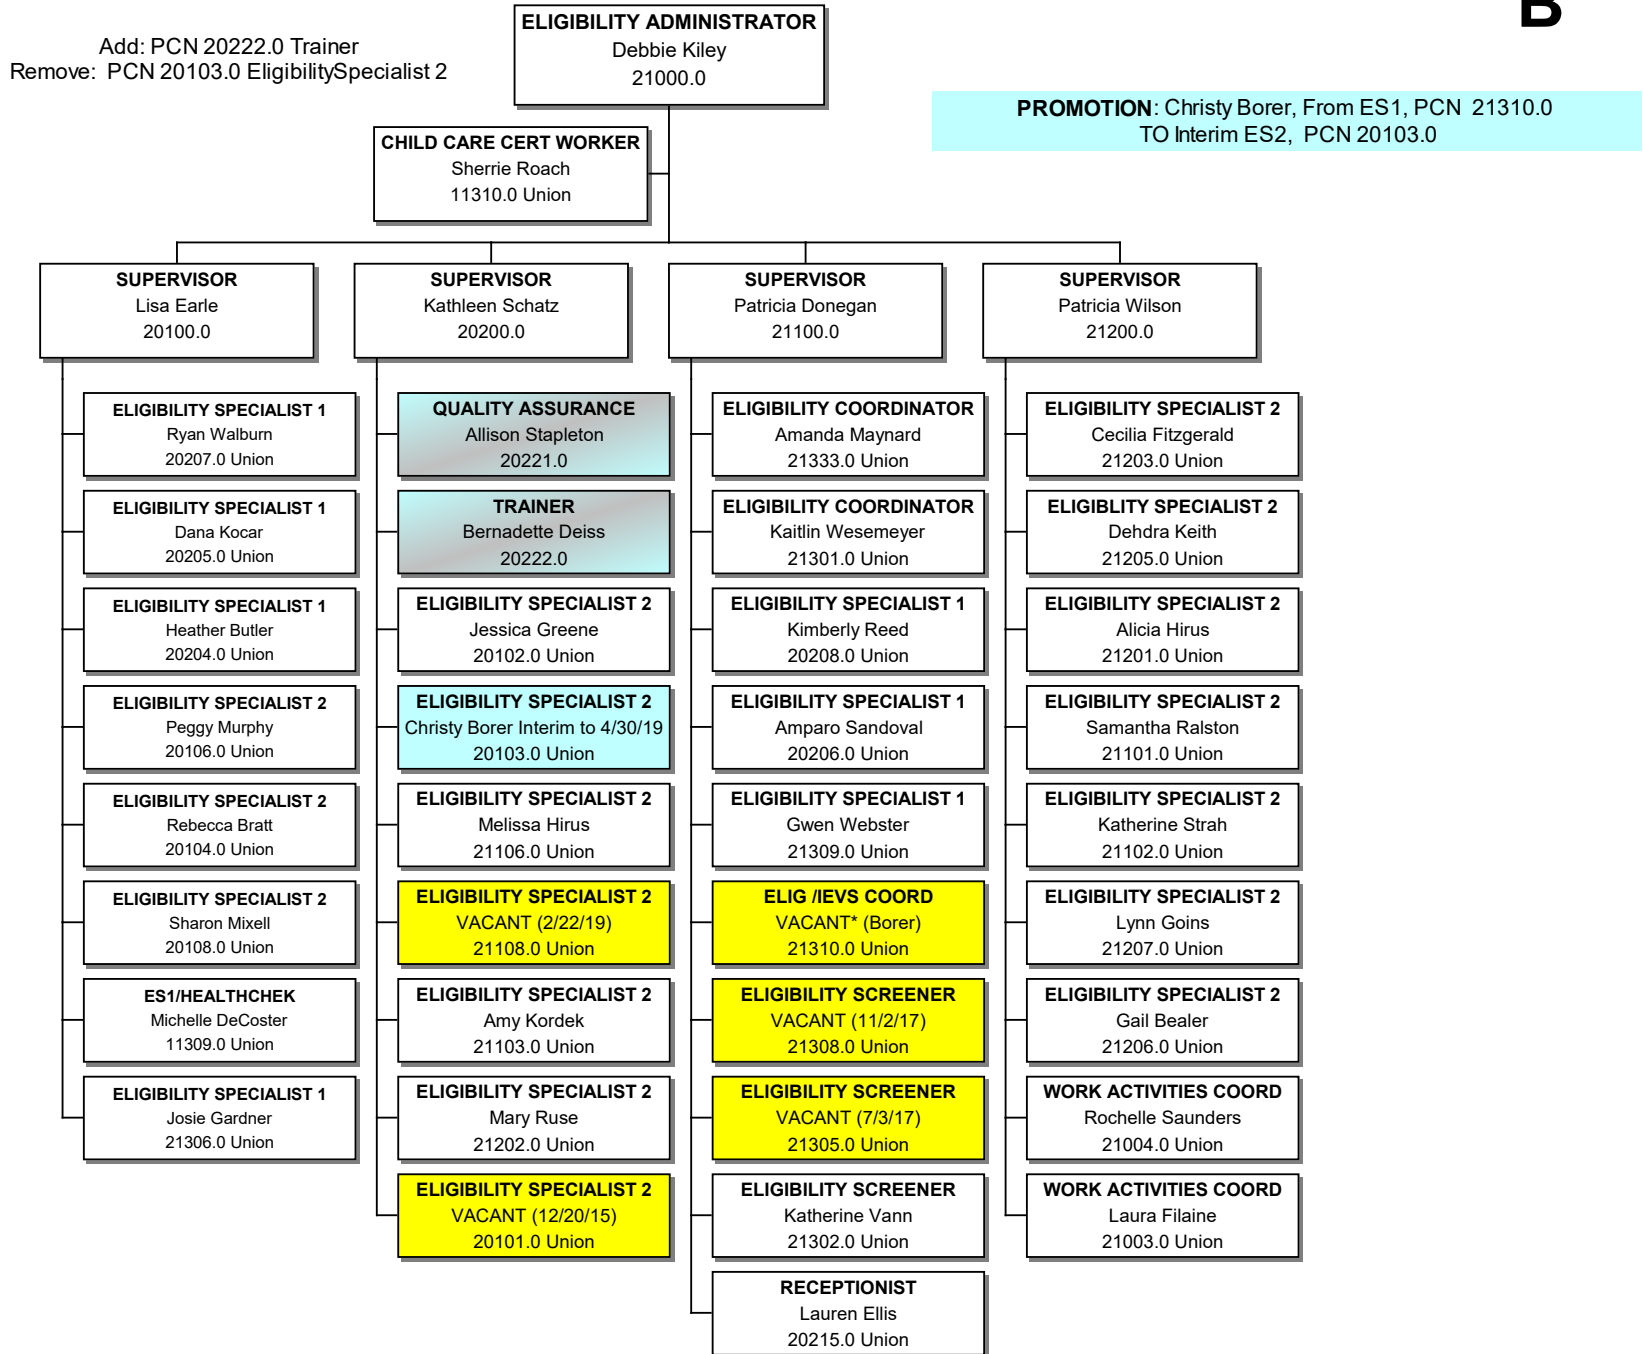 B
Add: PCN 20222.0 Trainer
Remove: PCN 20103.0 EligibilitySpecialist 2
ELIGIBILITY ADMINISTRATOR
Debbie Kiley
21000.0
PROMOTION: Christy Borer, From ES1, PCN 21310.0
TO Interim ES2, PCN 20103.0
CHILD CARE CERT WORKER
Sherrie Roach
11310.0 Union
SUPERVISOR
Lisa Earle
20100.0
SUPERVISOR
Kathleen Schatz
20200.0
SUPERVISOR
Patricia Donegan
21100.0
SUPERVISOR
Patricia Wilson
21200.0
ELIGIBILITY SPECIALIST 1
Ryan Walburn
20207.0 Union
ELIGIBILITY SPECIALIST 1
Dana Kocar
20205.0 Union
ELIGIBILITY SPECIALIST 1
Heather Butler
20204.0 Union
ELIGIBILITY SPECIALIST 2
Peggy Murphy
20106.0 Union
ELIGIBILITY SPECIALIST 2
Rebecca Bratt
20104.0 Union
ELIGIBILITY SPECIALIST 2
Sharon Mixell
20108.0 Union
ES1/HEALTHCHEK
Michelle DeCoster
11309.0 Union
ELIGIBILITY SPECIALIST 1
Josie Gardner
21306.0 Union
QUALITY ASSURANCE
Allison Stapleton
20221.0
TRAINER
Bernadette Deiss
20222.0
ELIGIBILITY SPECIALIST 2
Jessica Greene
20102.0 Union
ELIGIBILITY SPECIALIST 2
Christy Borer Interim to 4/30/19
20103.0 Union
ELIGIBILITY SPECIALIST 2
Melissa Hirus
21106.0 Union
ELIGIBILITY SPECIALIST 2
VACANT (2/22/19)
21108.0 Union
ELIGIBILITY SPECIALIST 2
Amy Kordek
21103.0 Union
ELIGIBILITY SPECIALIST 2
Mary Ruse
21202.0 Union
ELIGIBILITY SPECIALIST 2
VACANT (12/20/15)
20101.0 Union
ELIGIBILITY COORDINATOR
Amanda Maynard
21333.0 Union
ELIGIBILITY COORDINATOR
Kaitlin Wesemeyer
21301.0 Union
ELIGIBILITY SPECIALIST 1
Kimberly Reed
20208.0 Union
ELIGIBILITY SPECIALIST 1
Amparo Sandoval
20206.0 Union
ELIGIBILITY SPECIALIST 1
Gwen Webster
21309.0 Union
ELIG /IEVS COORD
VACANT* (Borer)
21310.0 Union
ELIGIBILITY SCREENER
VACANT (11/2/17)
21308.0 Union
ELIGIBILITY SCREENER
VACANT (7/3/17)
21305.0 Union
ELIGIBILITY SCREENER
Katherine Vann
21302.0 Union
RECEPTIONIST
Lauren Ellis
20215.0 Union
ELIGIBILITY SPECIALIST 2
Cecilia Fitzgerald
21203.0 Union
ELIGIBLTY SPECIALIST 2
Dehdra Keith
21205.0 Union
ELIGIBILITY SPECIALIST 2
Alicia Hirus
21201.0 Union
ELIGIBILITY SPECIALIST 2
Samantha Ralston
21101.0 Union
ELIGIBILITY SPECIALIST 2
Katherine Strah
21102.0 Union
ELIGIBILITY SPECIALIST 2
Lynn Goins
21207.0 Union
ELIGIBILITY SPECIALIST 2
Gail Bealer
21206.0 Union
WORK ACTIVITIES COORD
Rochelle Saunders
21004.0 Union
WORK ACTIVITIES COORD
Laura Filaine
21003.0 Union